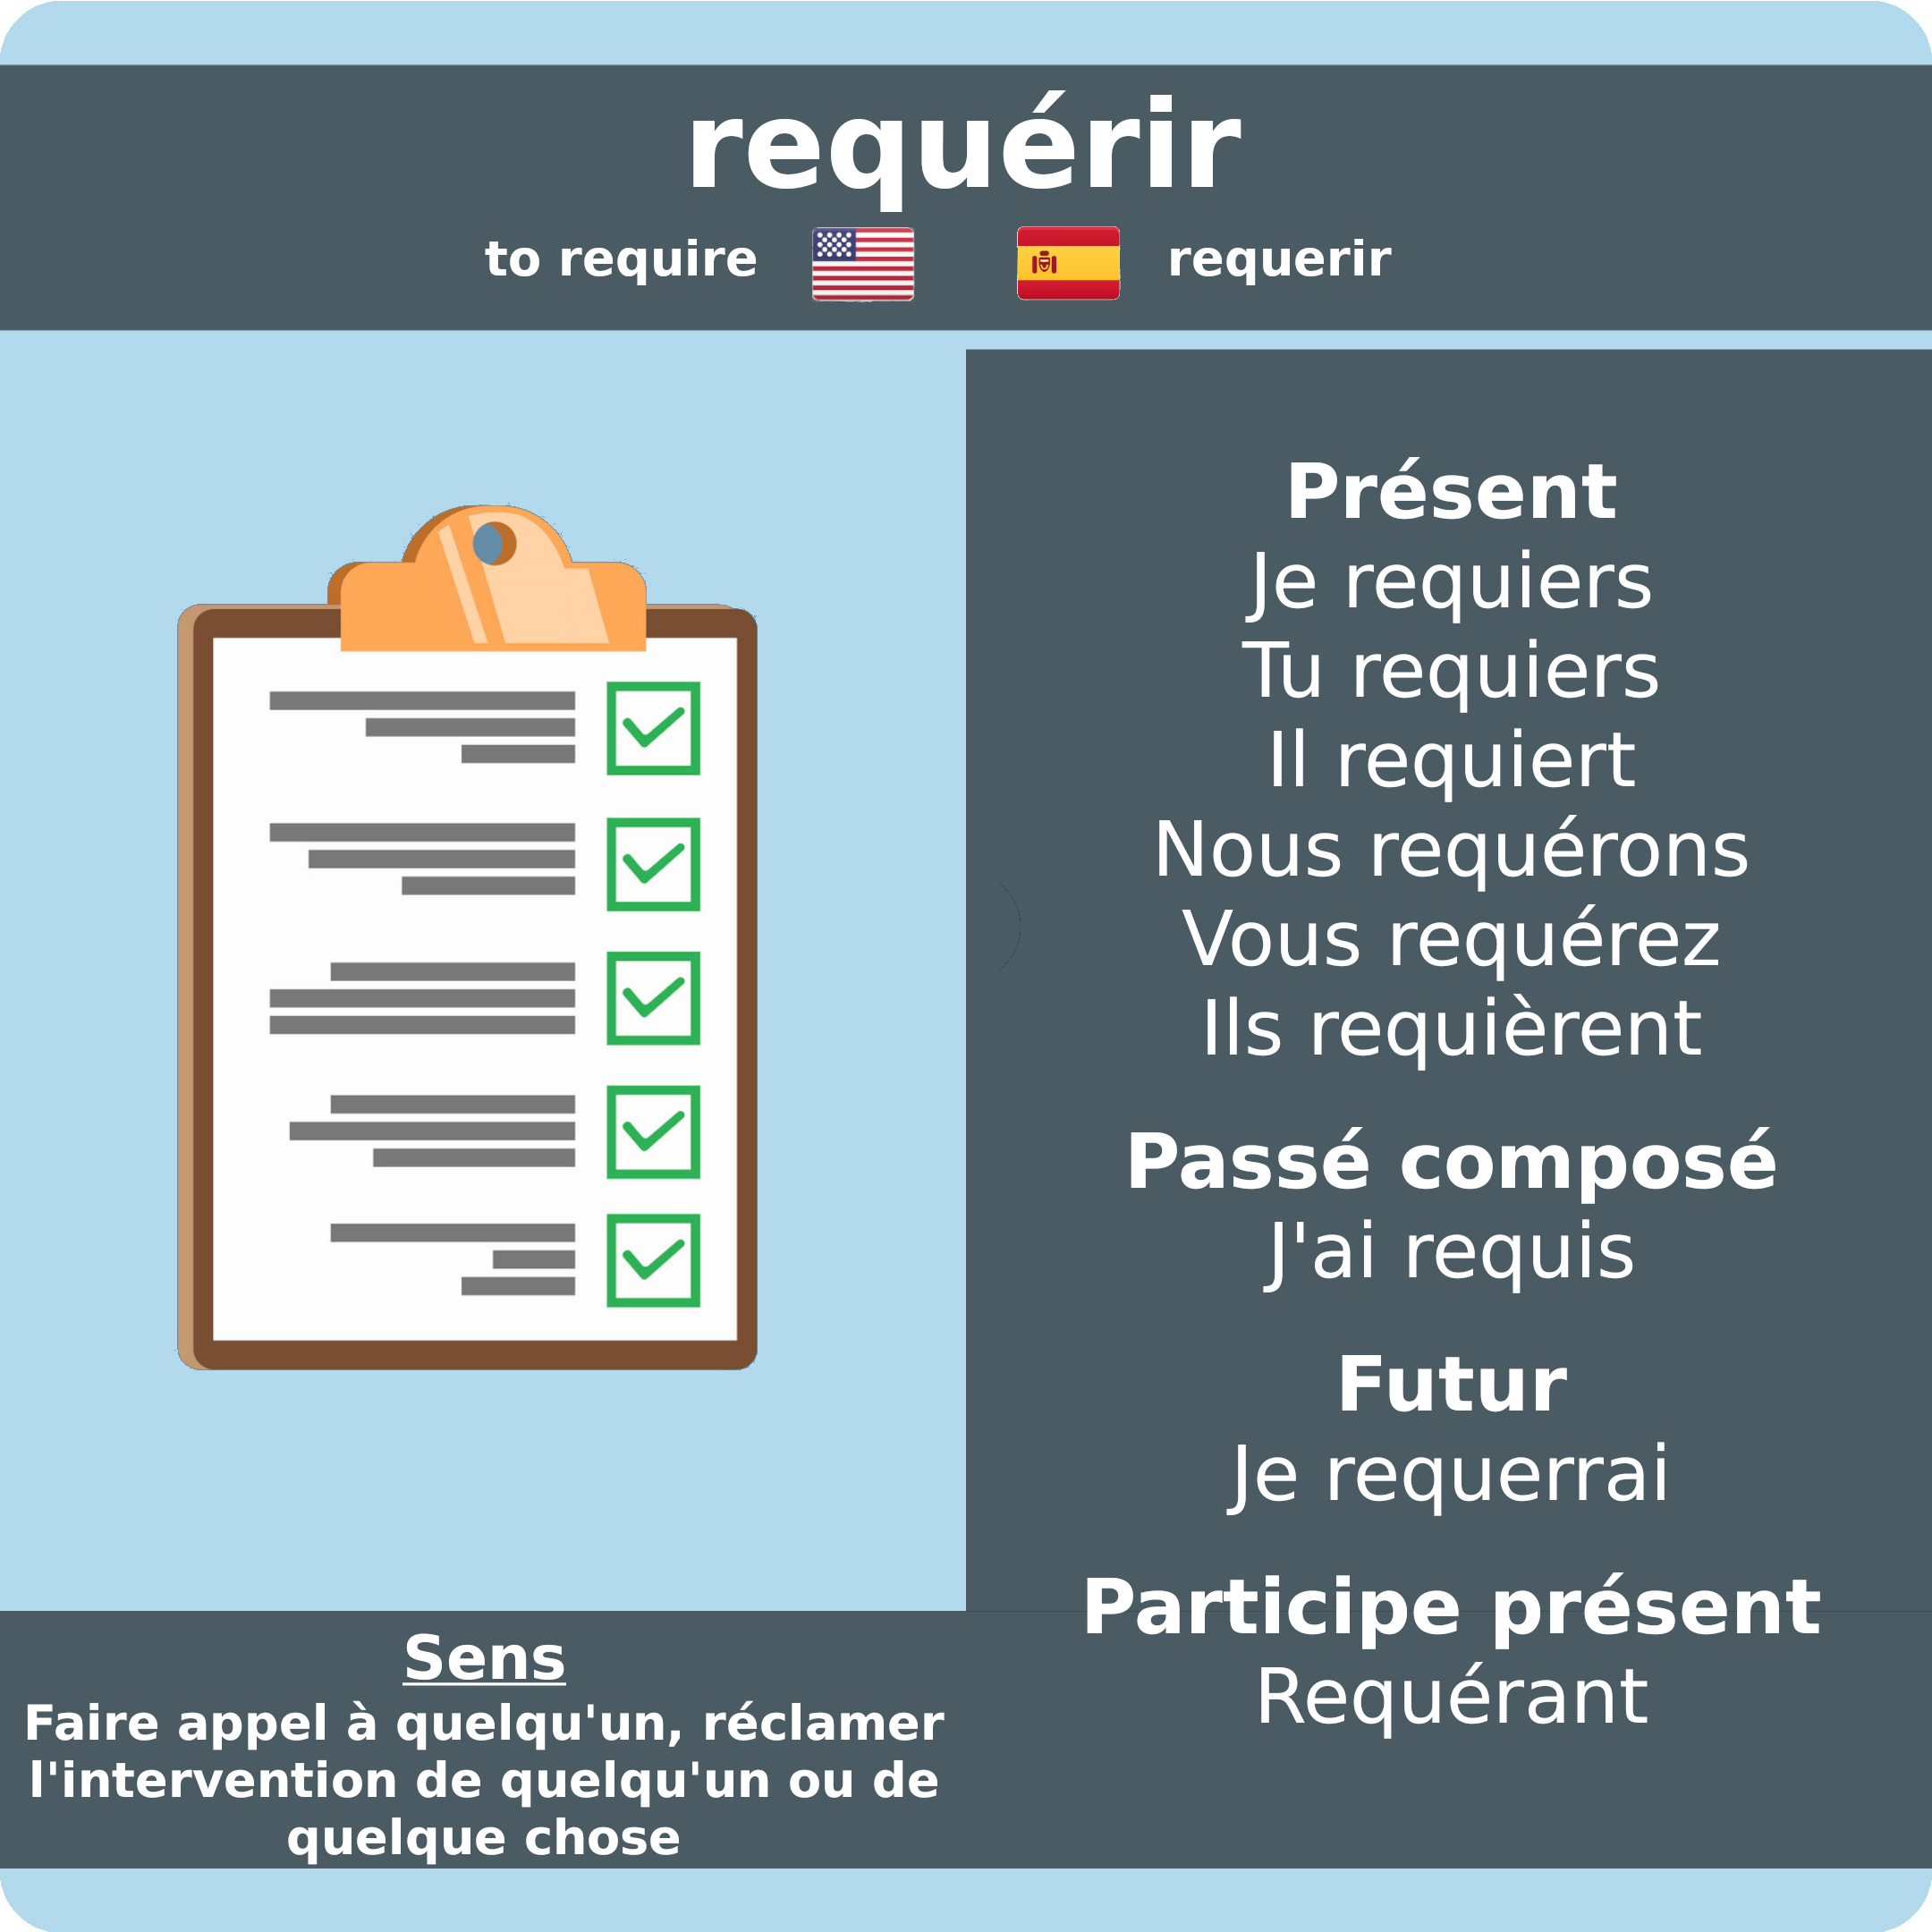 requérir
to require
requerir
Présent
Je requiers
Tu requiers
Il requiert
Nous requérons
Vous requérez
Ils requièrent
Passé composé
J'ai requis
Futur
Je requerrai
Participe présent
Requérant
Sens
Faire appel à quelqu'un, réclamer
l'intervention de quelqu'un ou de
quelque chose